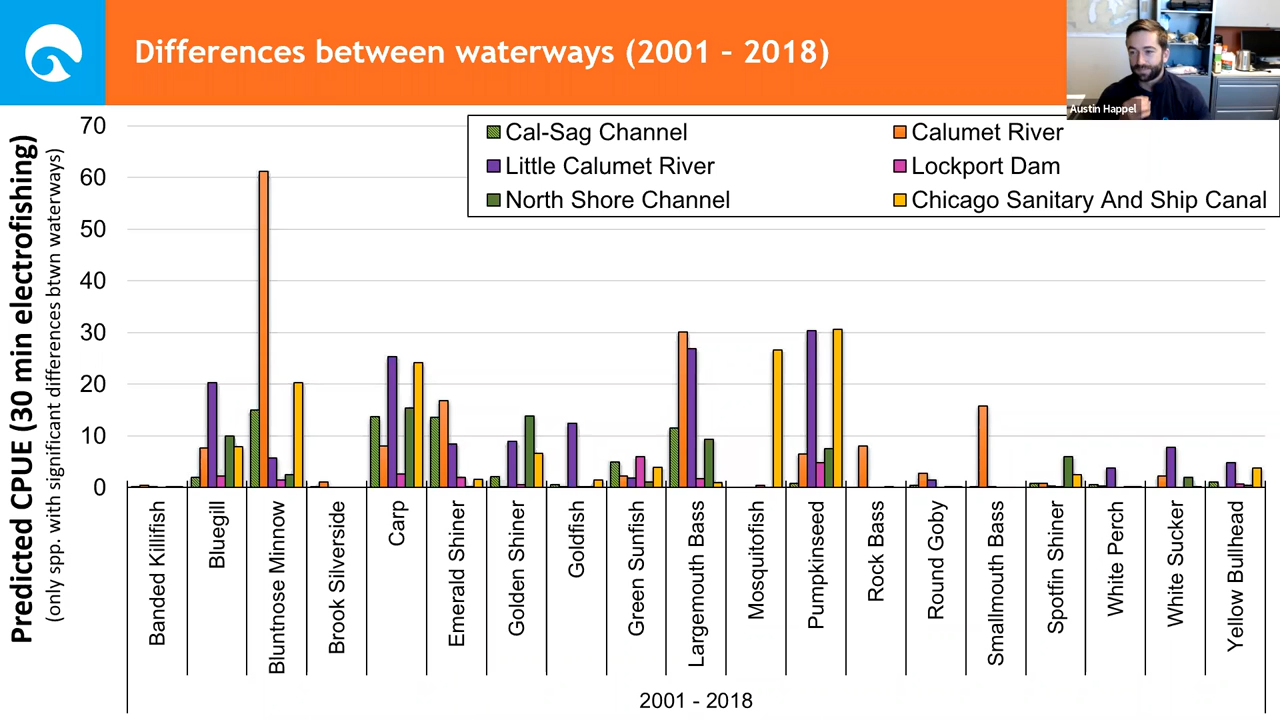 Differences between waterways (2001 – 2018)
Austin Happel
Predicted CPUE (30 min electrofishing)
(only spp. with significant differences btwn waterways)
70
60
50
40
30
20
10
0
Cal-Sag Channel
Calumet River
Little Calumet River
Lockport Dam
North Shore Channel
Chicago Sanitary And Ship Canal
Banded Killifish
Bluegill
Bluntnose Minnow
Brook Silverside
Carp
Emerald Shiner
Golden Shiner
Goldfish
Green Sunfish
Largemouth Bass
Mosquitofish
Pumpkinseed
Rock Bass
Round Goby
Smallmouth Bass
Spotfin Shiner
White Perch
White Sucker
Yellow Bullhead
2001 - 2018